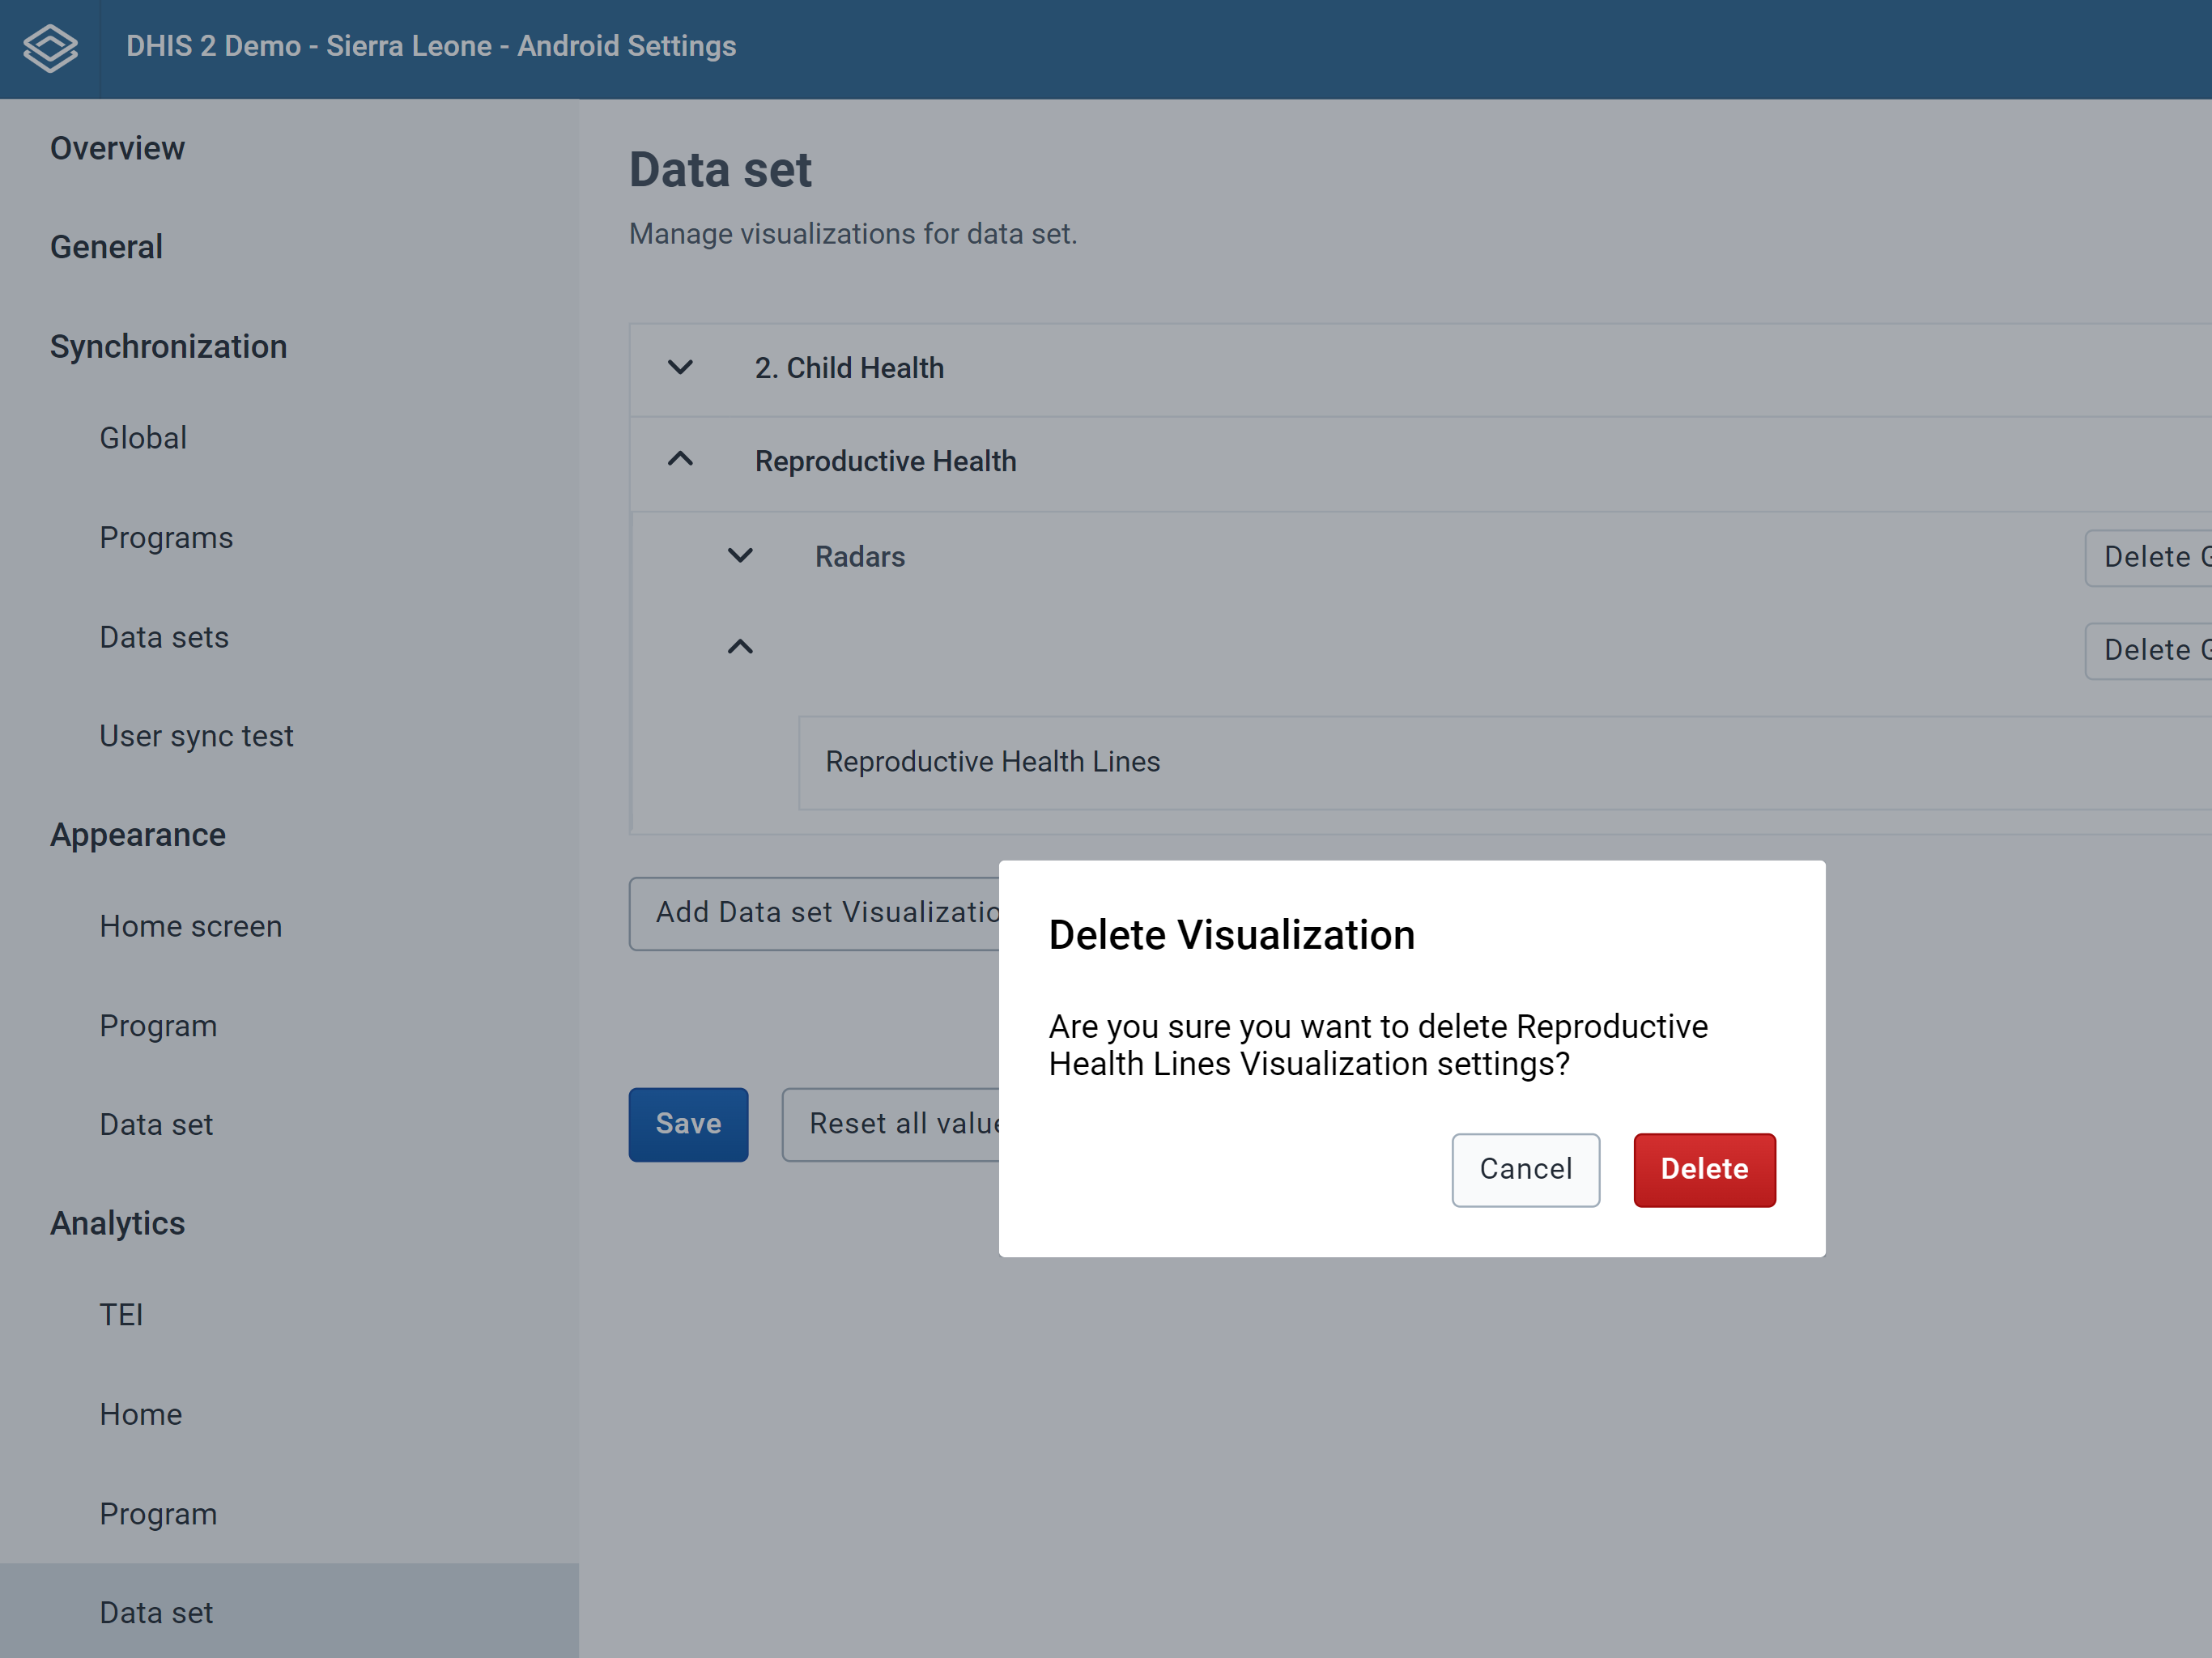 DHIS 2 Demo - Sierra Leone - Android Settings
Overview
General
Synchronization
Global
Programs
Data sets
User sync test
Appearance
Home screen
Program
Data set
Analytics
TEI
Home
Program
Data set
Data set
Manage visualizations for data set.
2. Child Health
Reproductive Health
Radars
Delete
Delete
Reproductive Health Lines
Add Data set
Save
Reset all
Delete Visualization
Are you sure you want to delete Reproductive
Health Lines Visualization settings?
Cancel
Delete